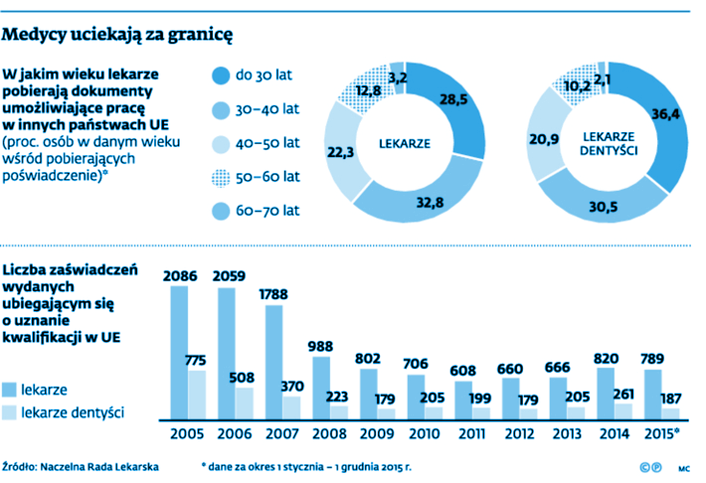 Medycy uciekają za granicę
W jakim wieku lekarze
pobierają dokumenty
umożliwiające pracę
w innych państwach UE
(proc. osób w danym wieku
wśród pobierających
poświadczenie)*
do 30 lat
30–40 lat
40–50 lat
50–60 lat
60–70 lat
3,2
12,8
28,5
22,3
32,8
LEKARZE
2,1
10,2
36,4
20,9
30,5
LEKARZE
DENTYŚCI
Liczba zaświadczeń
wydanych
ubiegającym się
o uznanie
kwalifikacji w UE
lekarze
lekarze dentyści
2086 2059 1788 988 802 706 608 660 666 820 789
775 508 370 223 179 205 199 179 205 261 187
2005 2006 2007 2008 2009 2010 2011 2012 2013 2014 2015*
Źródło: Naczelna Rada Lekarska * dane za okres 1 stycznia – 1 grudnia 2015 r. ©℗ MC